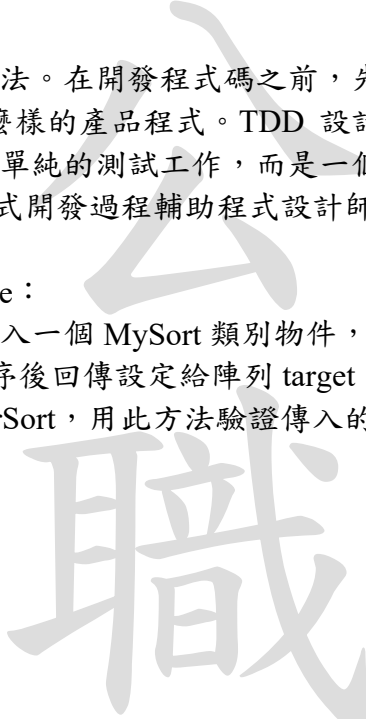 法。在開發程式碼之前,先
麼樣的產品程式。TDD 設計
單純的測試工作,而是一個
式開發過程輔助程式設計師
e:
入一個 MySort 類別物件,
序後回傳設定給陣列 target
rSort,用此方法驗證傳入的
公
職